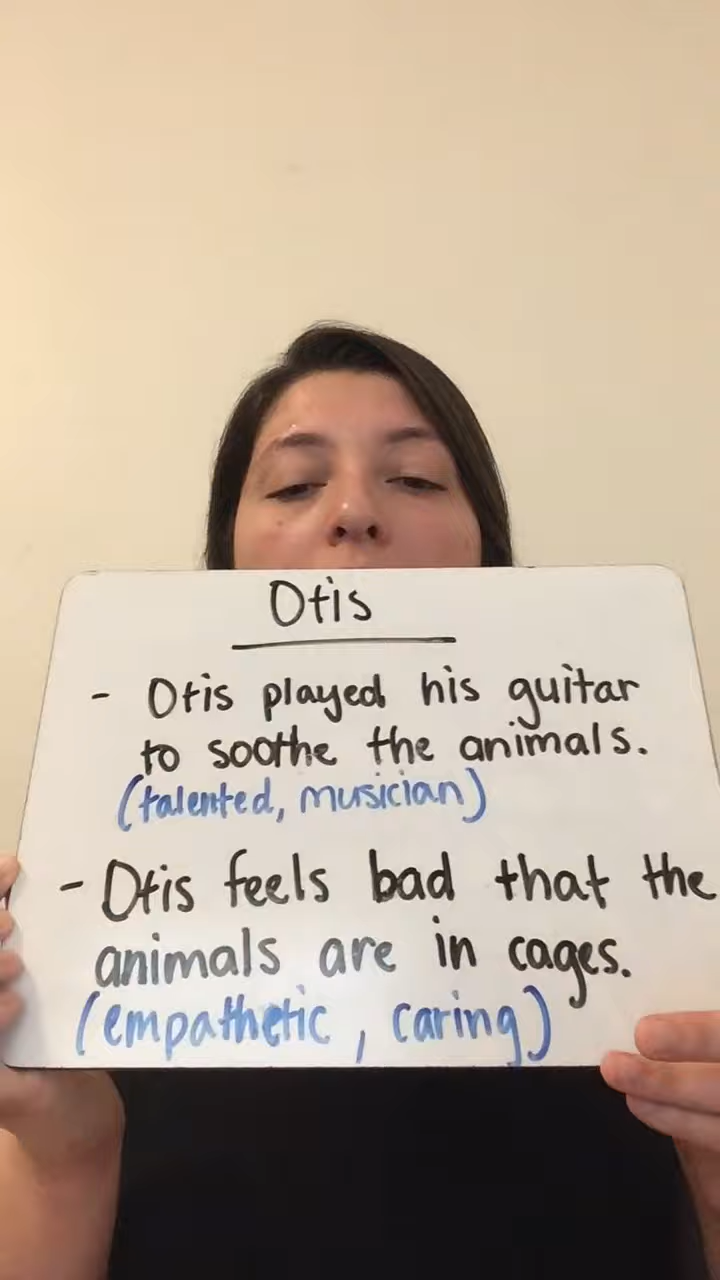 Otis
- Otis played his guitar
to soothe the animals.
(talented, musician)
- Otis feels bad that the
animals are in cages.
(empathetic, caring)